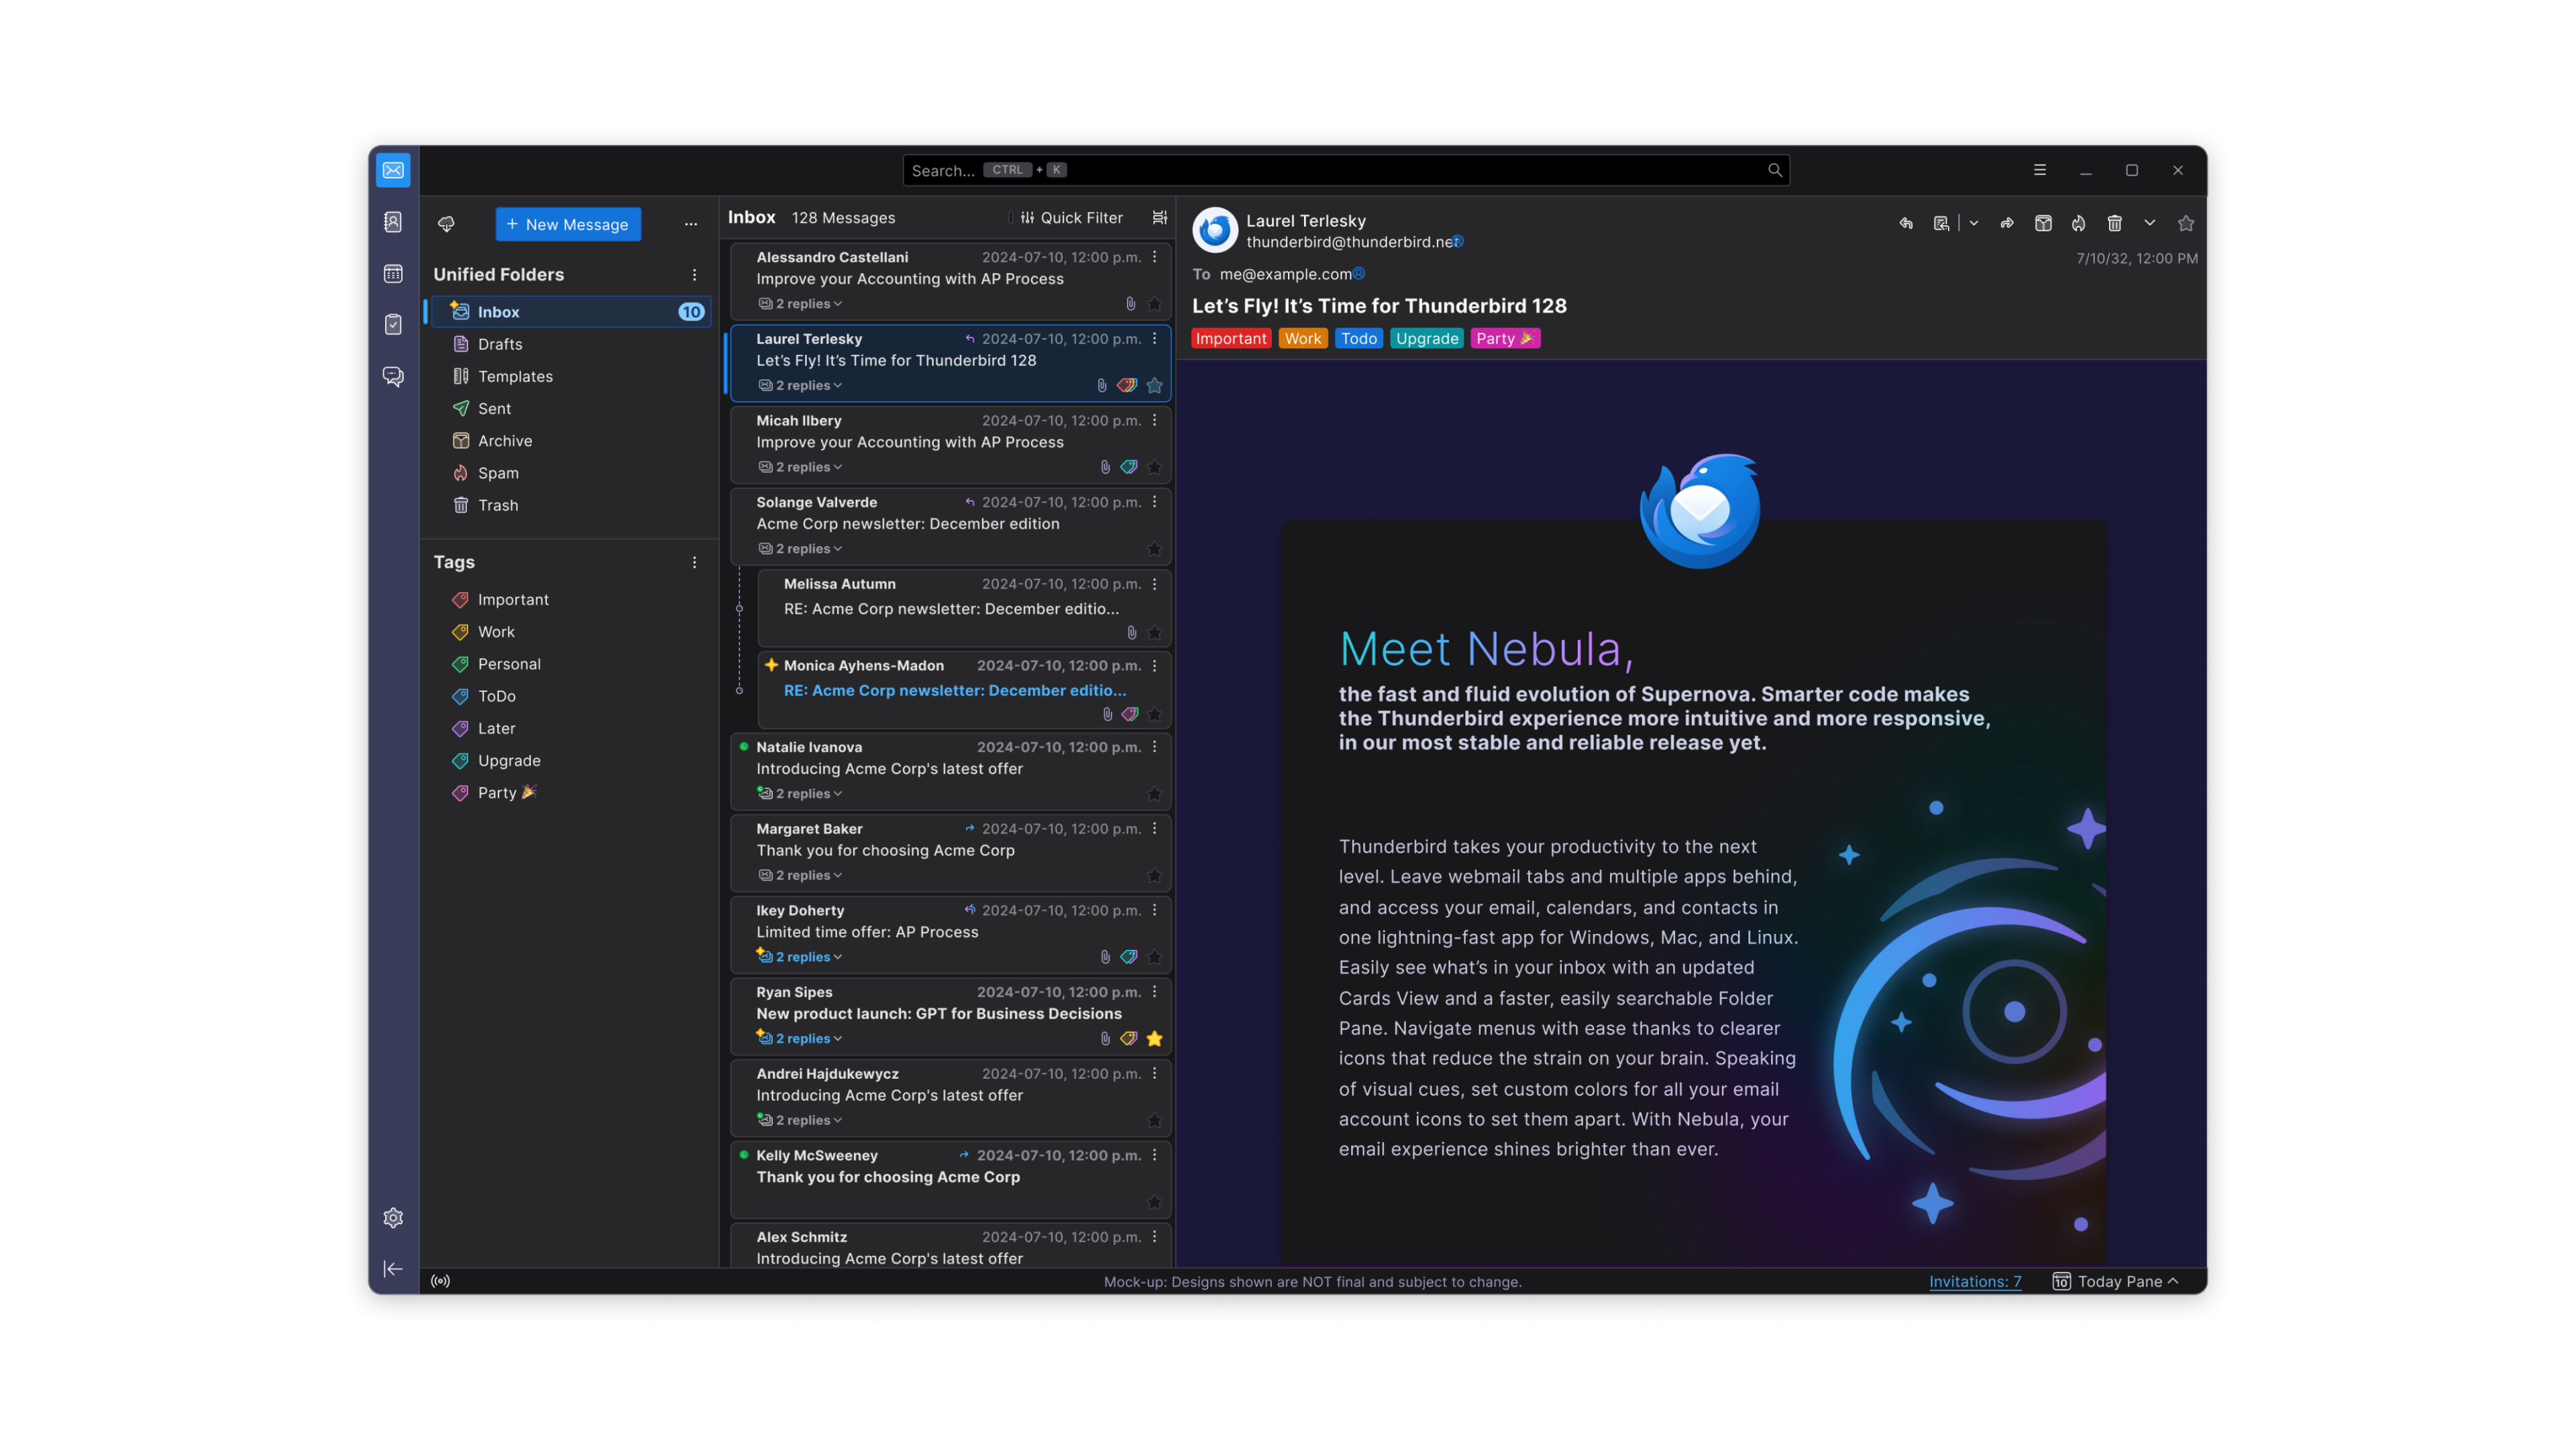 Search... CTRL + K
+ New Message
Unified Folders
Inbox 10
Drafts
Templates
Sent
Archive
Spam
Trash
Tags
Important
Work
Personal
ToDo
Later
Upgrade
Party
Inbox 128 Messages Quick Filter
Alessandro Castellani 2024-07-10, 12:00 p.m.
Improve your Accounting with AP Process
2 replies
Laurel Terlesky 2024-07-10, 12:00 p.m.
Let’s Fly! It’s Time for Thunderbird 128
2 replies
Micah Ilbery 2024-07-10, 12:00 p.m.
Improve your Accounting with AP Process
2 replies
Solange Valverde 2024-07-10, 12:00 p.m.
Acme Corp newsletter: December edition
2 replies
Melissa Autumn 2024-07-10, 12:00 p.m.
RE: Acme Corp newsletter: December editio...
Monica Ayhens-Madon 2024-07-10, 12:00 p.m.
RE: Acme Corp newsletter: December editio...
Natalie Ivanova 2024-07-10, 12:00 p.m.
Introducing Acme Corp's latest offer
2 replies
Margaret Baker 2024-07-10, 12:00 p.m.
Thank you for choosing Acme Corp
2 replies
Ikey Doherty 2024-07-10, 12:00 p.m.
Limited time offer: AP Process
2 replies
Ryan Sipes 2024-07-10, 12:00 p.m.
New product launch: GPT for Business Decisions
2 replies
Andrei Hajdukewycz 2024-07-10, 12:00 p.m.
Introducing Acme Corp's latest offer
2 replies
Kelly McSweeney 2024-07-10, 12:00 p.m.
Thank you for choosing Acme Corp
Alex Schmitz 2024-07-10, 12:00 p.m.
Introducing Acme Corp's latest offer
Laurel Terlesky
thunderbird@thunderbird.net
7/10/32, 12:00 PM
To me@example.com
Let’s Fly! It’s Time for Thunderbird 128
Important Work Todo Upgrade Party
Meet Nebula,
the fast and fluid evolution of Supernova. Smarter code makes
the Thunderbird experience more intuitive and more responsive,
in our most stable and reliable release yet.
Thunderbird takes your productivity to the next
level. Leave webmail tabs and multiple apps behind,
and access your email, calendars, and contacts in
one lightning-fast app for Windows, Mac, and Linux.
Easily see what’s in your inbox with an updated
Cards View and a faster, easily searchable Folder
Pane. Navigate menus with ease thanks to clearer
icons that reduce the strain on your brain. Speaking
of visual cues, set custom colors for all your email
account icons to set them apart. With Nebula, your
email experience shines brighter than ever.
Mock-up: Designs shown are NOT final and subject to change.
Invitations: 7
10 Today Pane